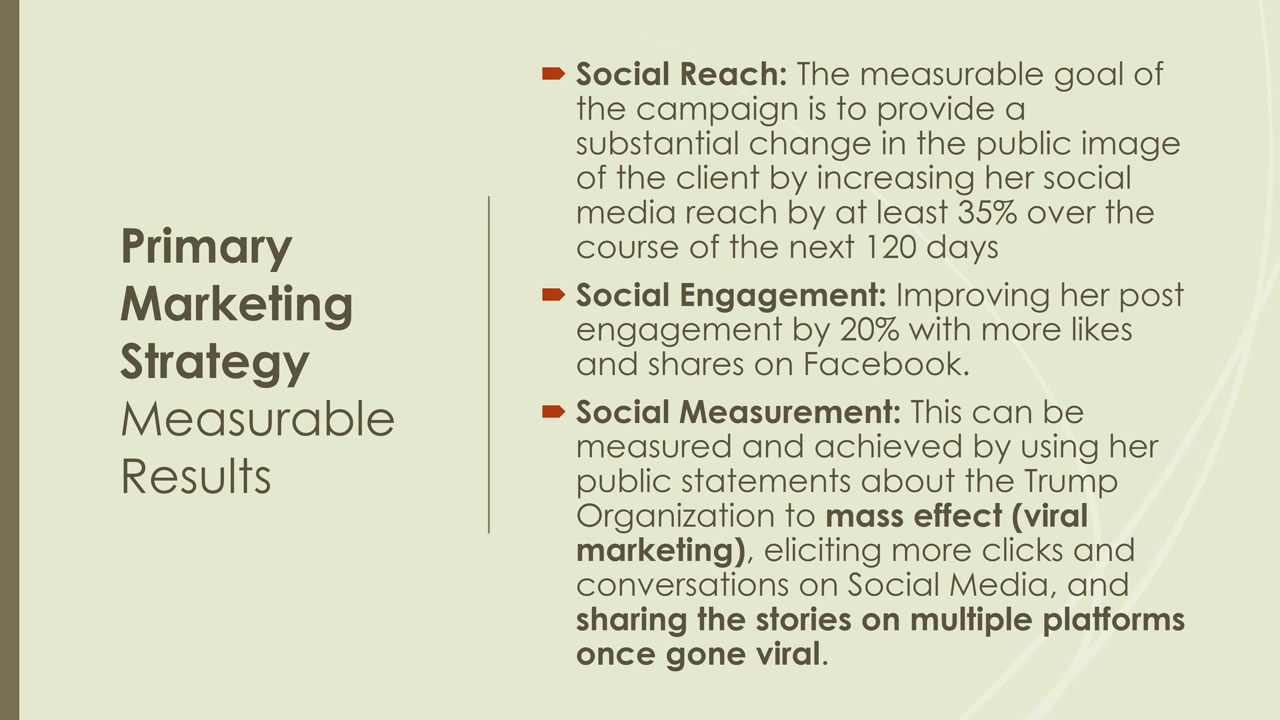 Primary
Marketing
Strategy
Measurable
Results
Social Reach: The measurable goal of
the campaign is to provide a
substantial change in the public image
of the client by increasing her social
media reach by at least 35% over the
course of the next 120 days
Social Engagement: Improving her post
engagement by 20% with more likes
and shares on Facebook.
Social Measurement: This can be
measured and achieved by using her
public statements about the Trump
Organization to mass effect (viral
marketing), eliciting more clicks and
conversations on Social Media, and
sharing the stories on multiple platforms
once gone viral.